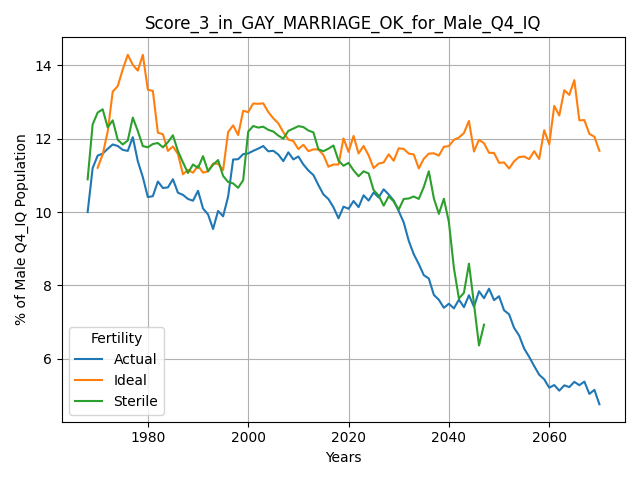 Score_3_in_GAY_MARRIAGE_OK_for_Male_Q4_IQ
% of Male Q4_IQ Population
14
12
10
8
6
Fertility
Actual
Ideal
Sterile
1980
2000
2020
2040
2060
Years